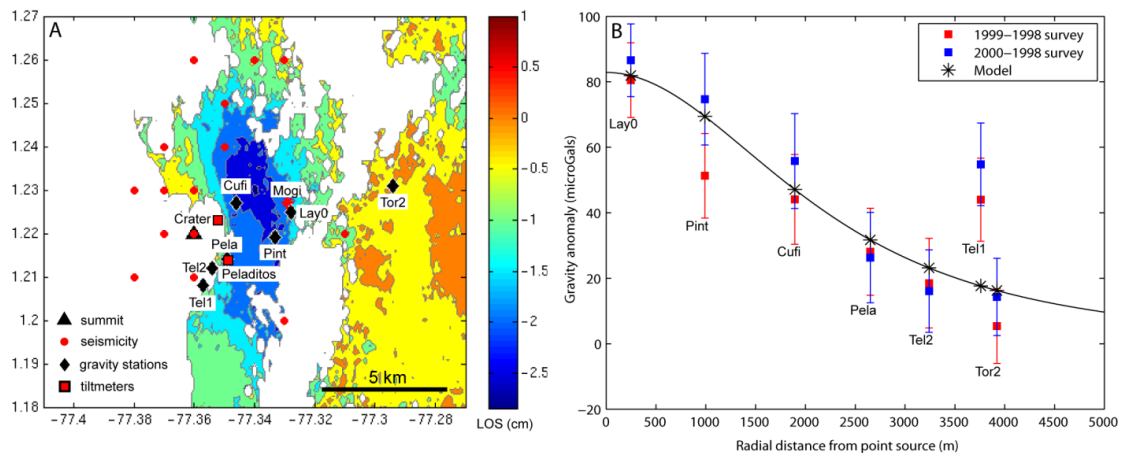 A
1.27
1.26
1.25
1.24
1.23
1.22
1.21
1.2
1.19
1.18
−77.4
−77.38
−77.36
−77.34
−77.32
−77.3
−77.28
Cufi
Mogi
Lay0
Tor2
Crater
Pela
Pint
Tel2
Peladitos
Tel1
summit
seismicity
gravity stations
tiltmeters
5 km
1
0.5
0
−0.5
−1
−1.5
−2
−2.5
LOS (cm)
B
1999−1998 survey
2000−1998 survey
Model
Gravity anomaly (microGals)
100
80
60
40
20
0
−20
Lay0
Pint
Cufi
Pela
Tel2
Tel1
Tor2
0
500
1000
1500
2000
2500
3000
3500
4000
4500
5000
Radial distance from point source (m)